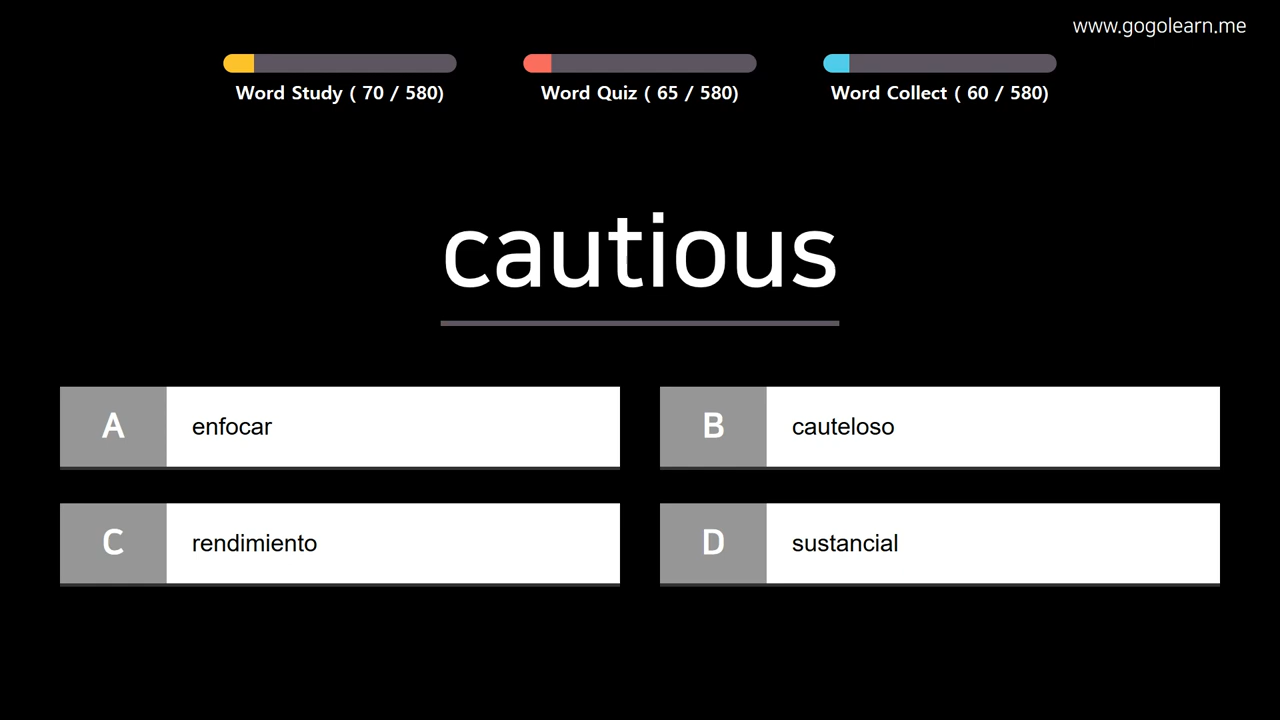 www.gogolearn.me
Word Study ( 70 / 580)
Word Quiz ( 65 / 580)
Word Collect ( 60 / 580)
cautious
A enfocar
B cauteloso
C rendimiento
D sustancial